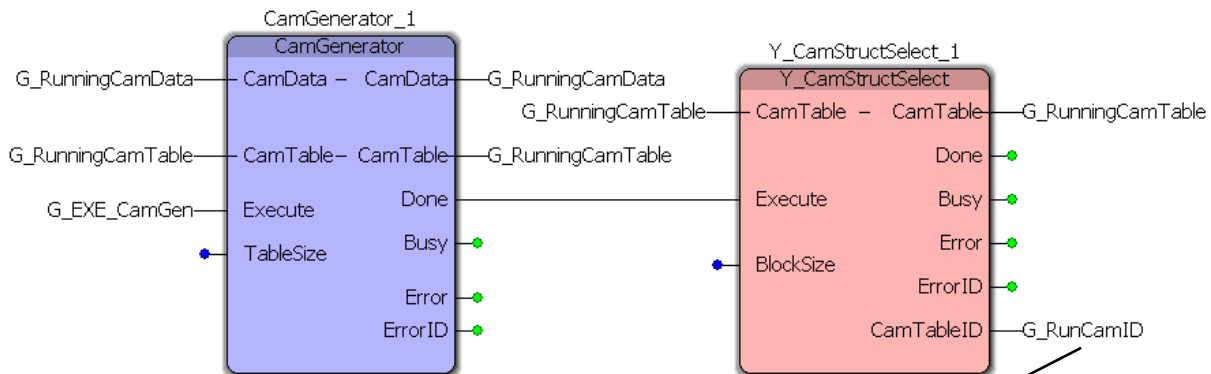 CamGenerator_1
CamGenerator
G_RunningCamData CamData – CamData G_RunningCamData
G_RunningCamTable CamTable– CamTable G_RunningCamTable
G_EXE_CamGen Execute Done
TableSize Busy
Error
ErrorID
Y_CamStructSelect_1
Y_CamStructSelect
G_RunningCamTable CamTable – CamTable G_RunningCamTable
Done
Execute Busy
Error
BlockSize
ErrorID
CamTableID G_RunCamID